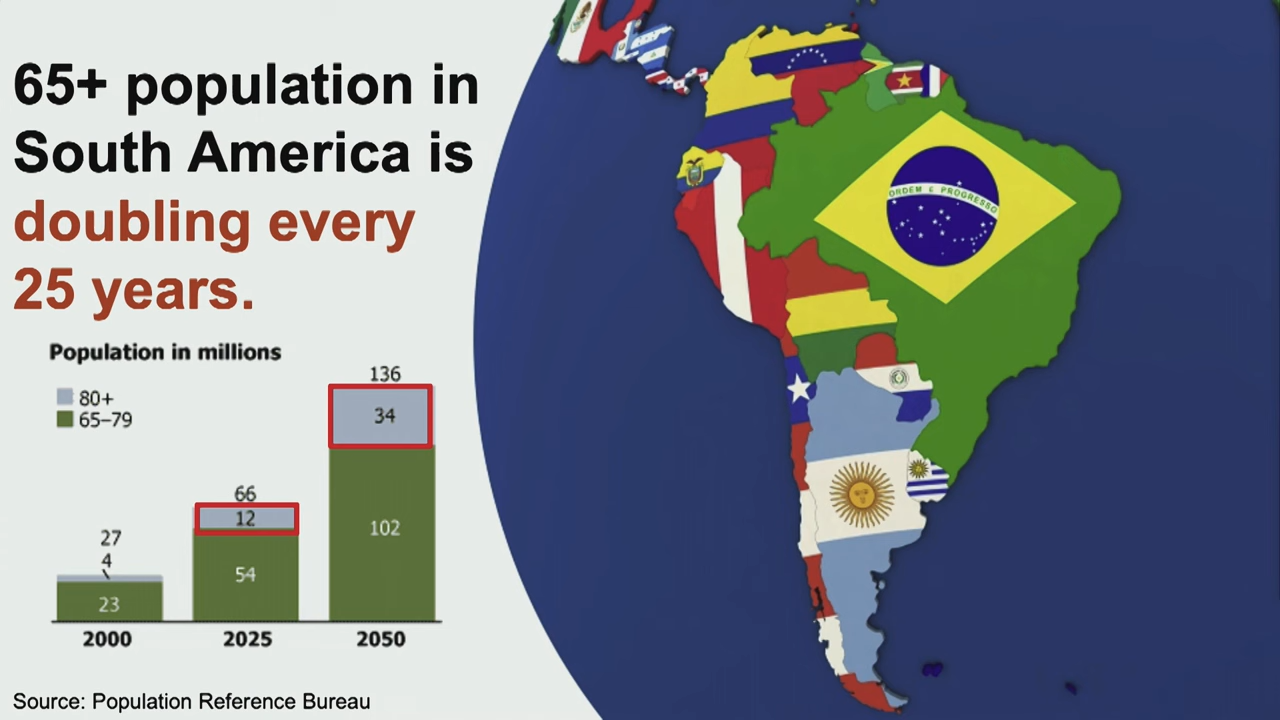 65+ population in
South America is
doubling every
25 years.
Population in millions
80+
65–79
136
34
102
66
12
54
27
4
23
2000 2025 2050
Source: Population Reference Bureau
ORDEM E PROGRESSO